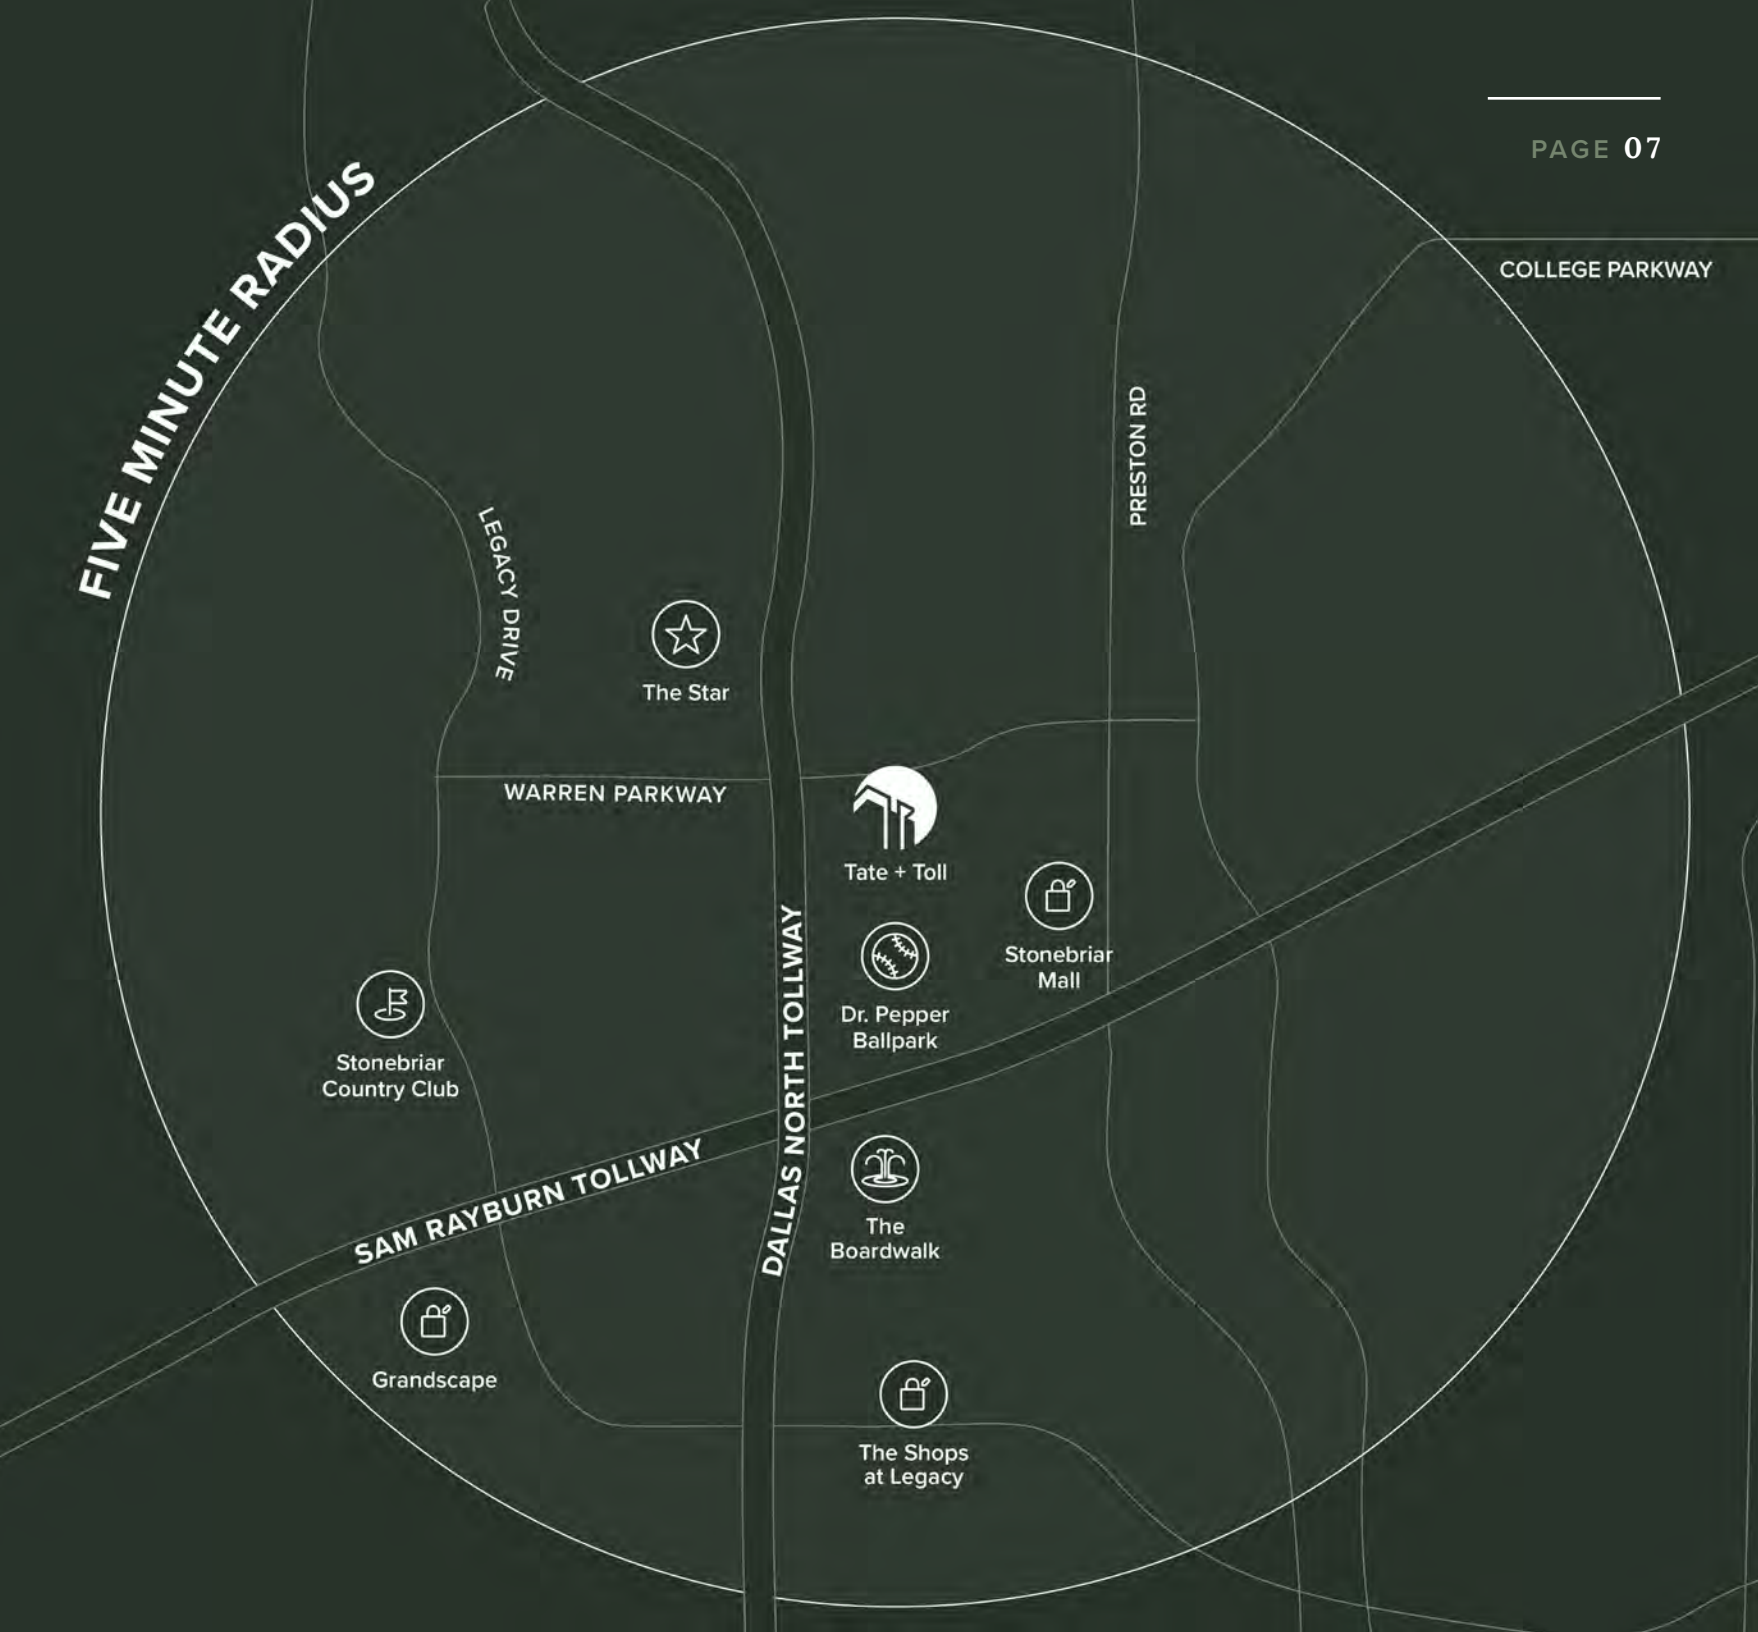 PAGE 07
FIVE MINUTE RADIUS
COLLEGE PARKWAY
PRESTON RD
LEGACY DRIVE
The Star
WARREN PARKWAY
Tate + Toll
Stonebriar
Mall
DALLAS NORTH TOLLWAY
Dr. Pepper
Ballpark
Stonebriar
Country Club
SAM RAYBURN TOLLWAY
The
Boardwalk
Grandscape
The Shops
at Legacy